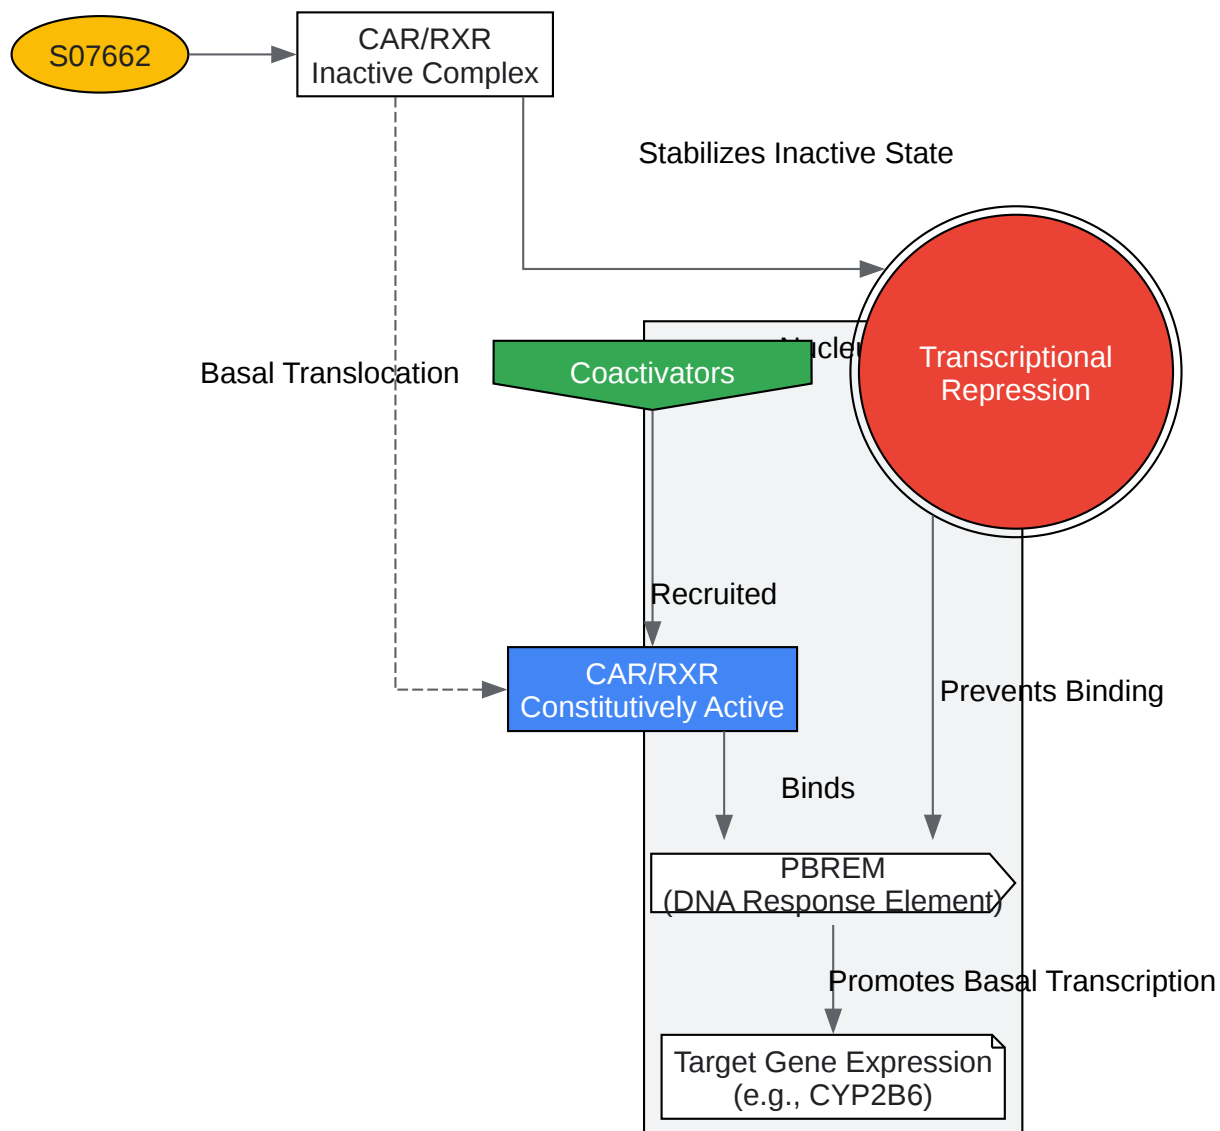 S07662
CAR/RXR
Inactive Complex
Stabilizes Inactive State
Transcriptional
Repression
Basal Translocation
Coactivators
Recruited
CAR/RXR
Constitutively Active
Prevents Binding
Binds
PBREM
(DNA Response Element)
Promotes Basal Transcription
Target Gene Expression
(e.g., CYP2B6)